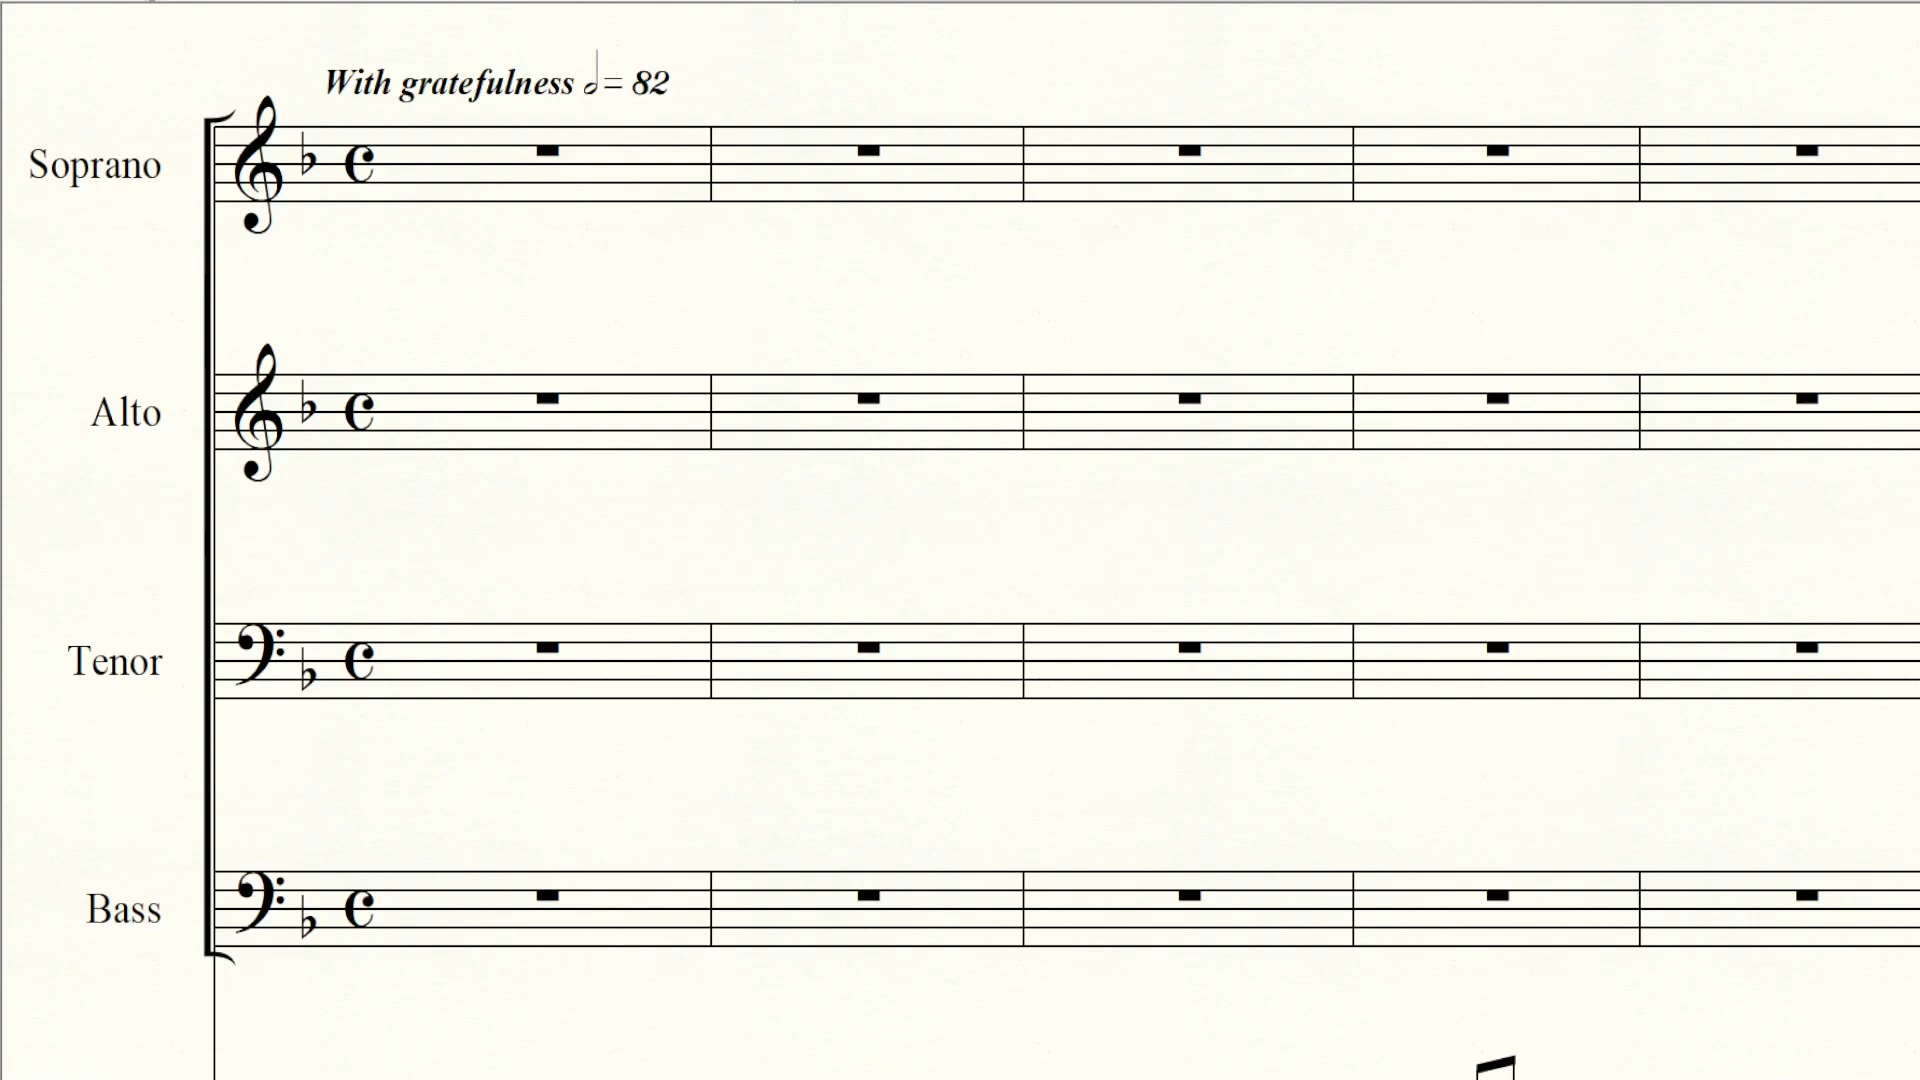 With gratefulness 𝅗𝅥 = 82
Soprano
Alto
Tenor
Bass